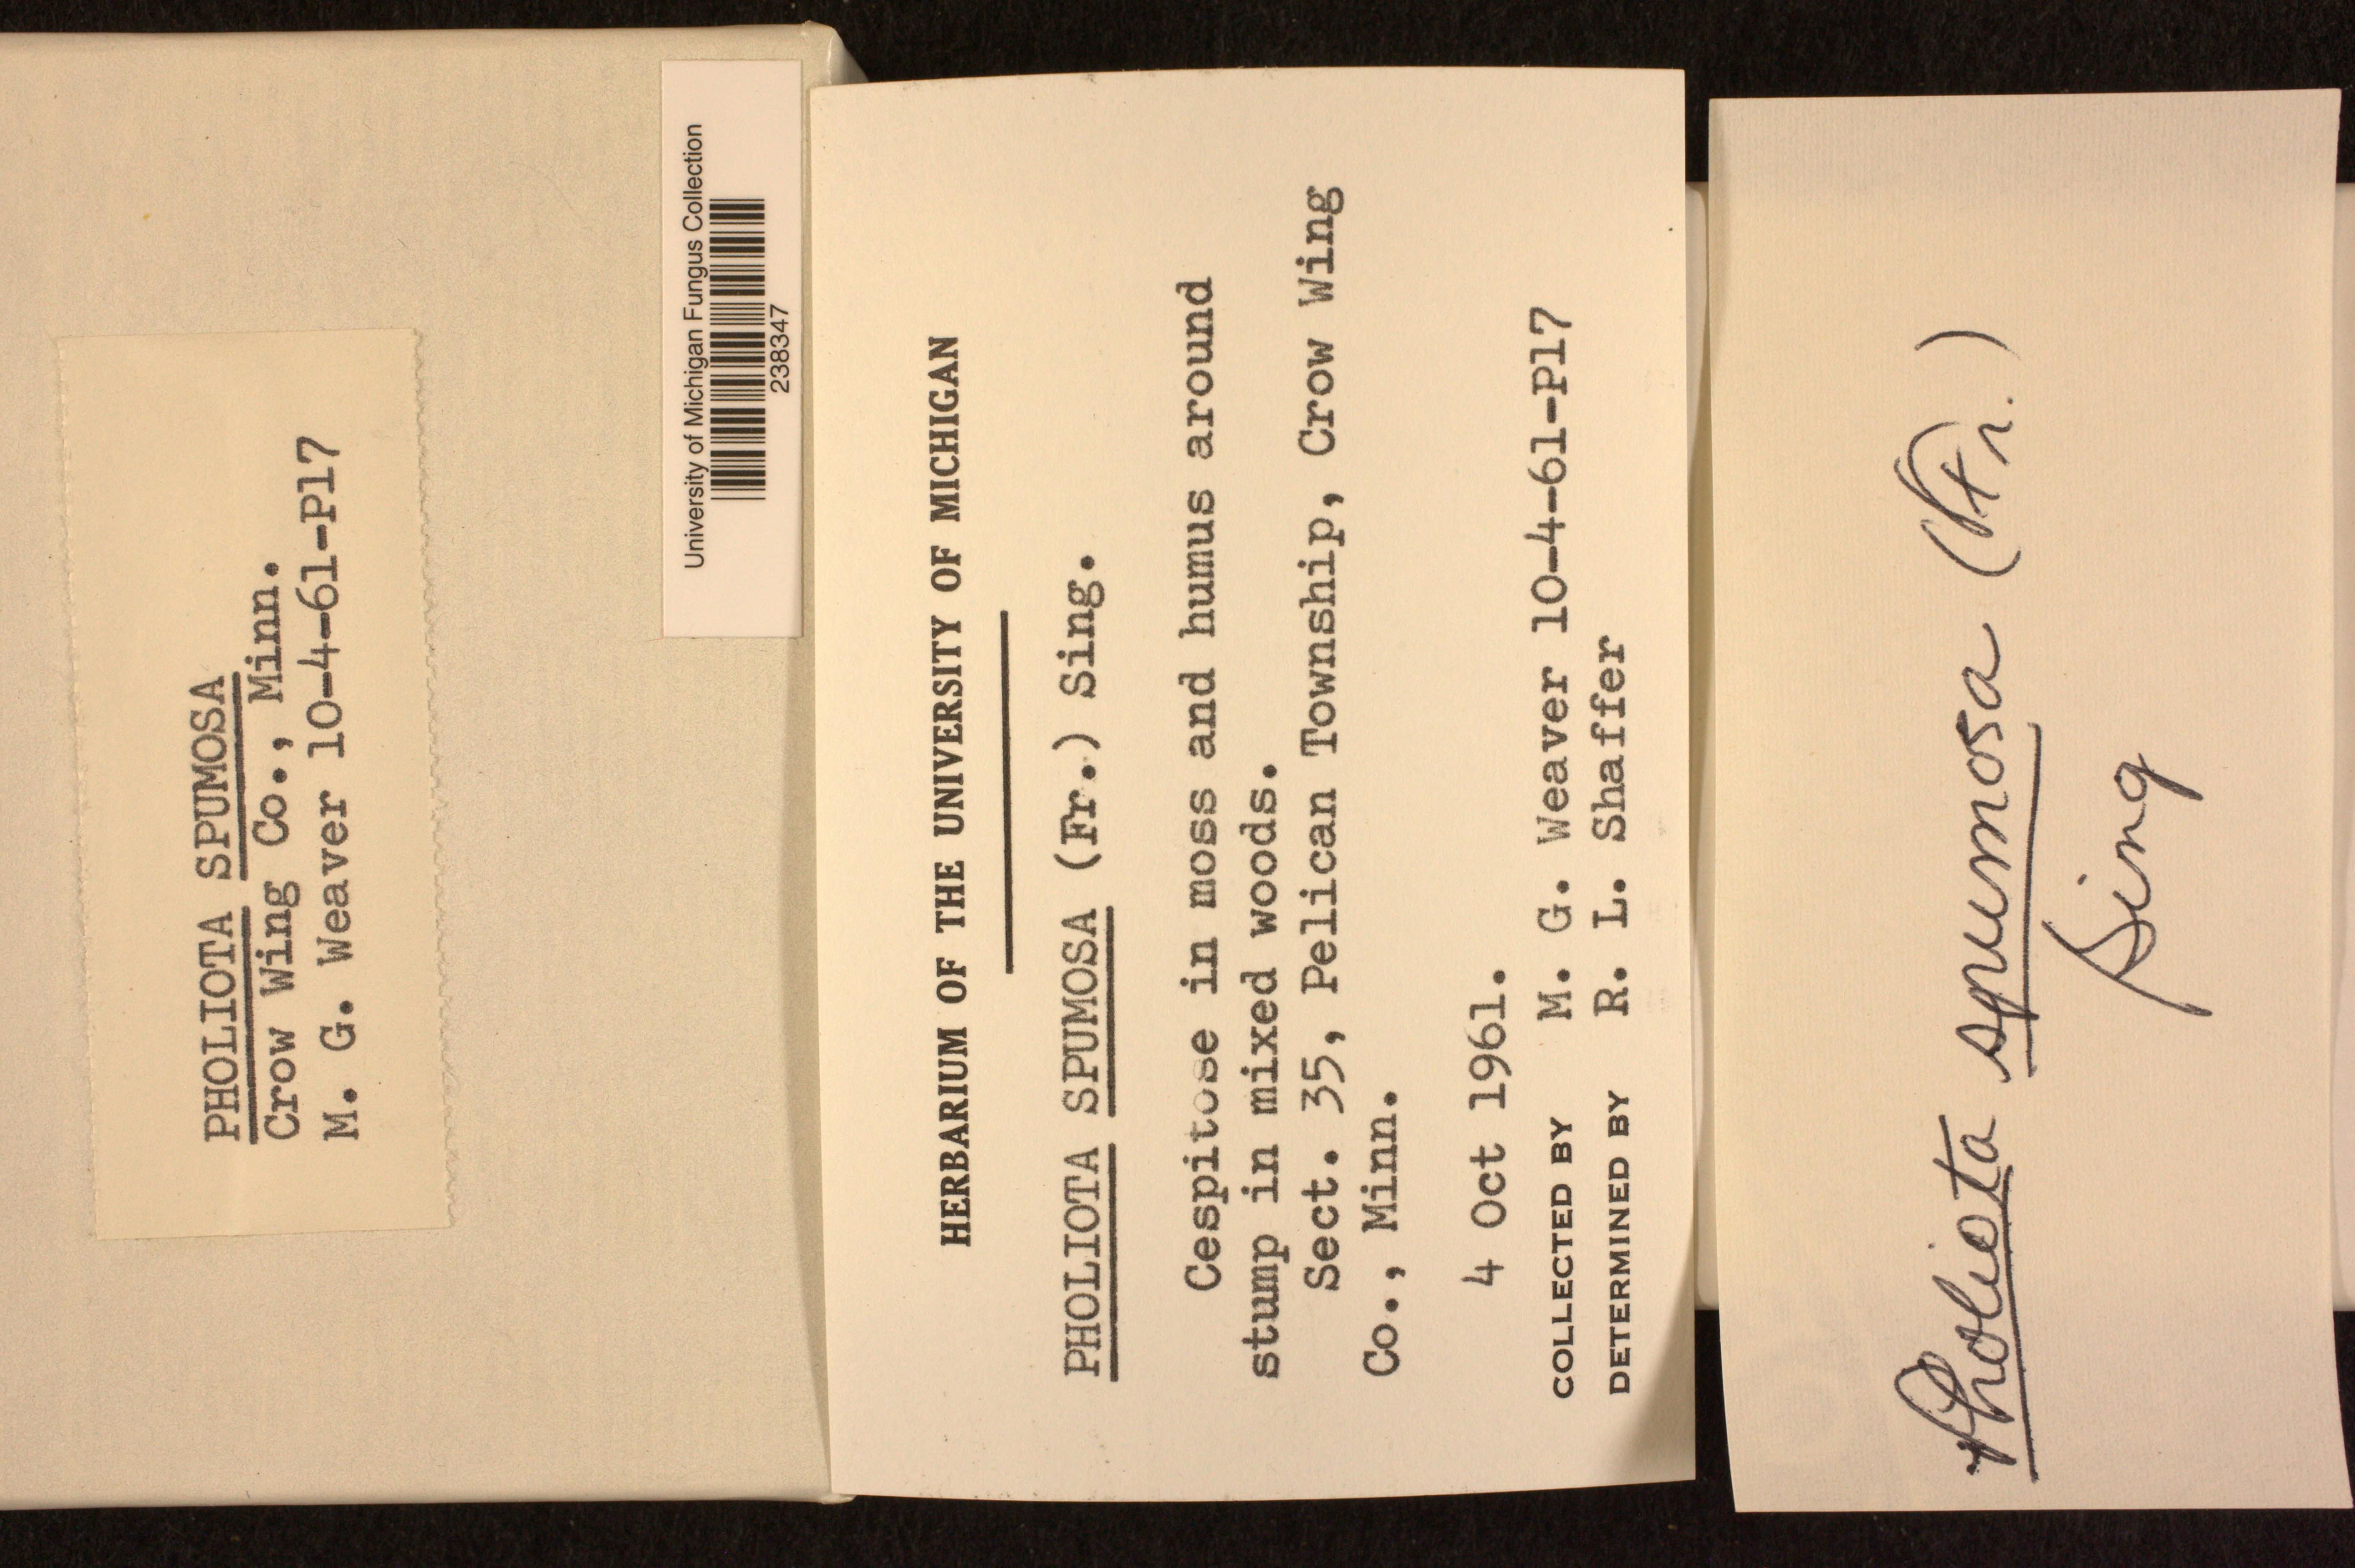 PHOLIOTA SPUMOSA
Crow Wing Co., Minn.
M. G. Weaver 10-4-61-P17
University of Michigan Fungus Collection
238347
HERBARIUM OF THE UNIVERSITY OF MICHIGAN
PHOLIOTA SPUMOSA (Fr.) Sing.
Cespitose in moss and humus around
stump in mixed woods.
Sect. 35, Pelican Township, Crow Wing
Co., Minn.
4 Oct 1961.
COLLECTED BY M. G. Weaver 10-4-61-P17
DETERMINED BY R. L. Shaffer
Pholiota spumosa (Fr.)
Sing